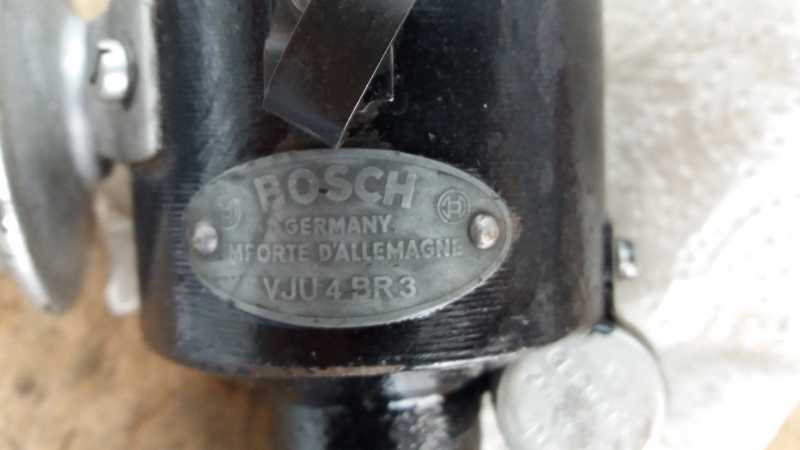 BOSCH
GERMANY
IMPORTE D'ALLEMAGNE
VJU 4 BR 3